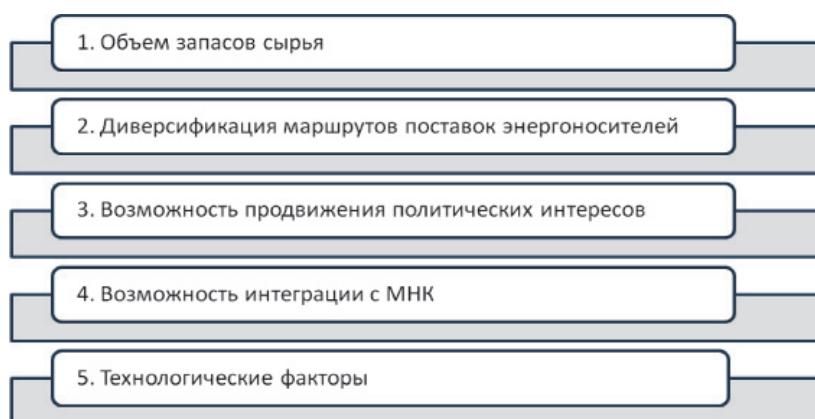 1. Объем запасов сырья
2. Диверсификация маршрутов поставок энергоносителей
3. Возможность продвижения политических интересов
4. Возможность интеграции с МНК
5. Технологические факторы